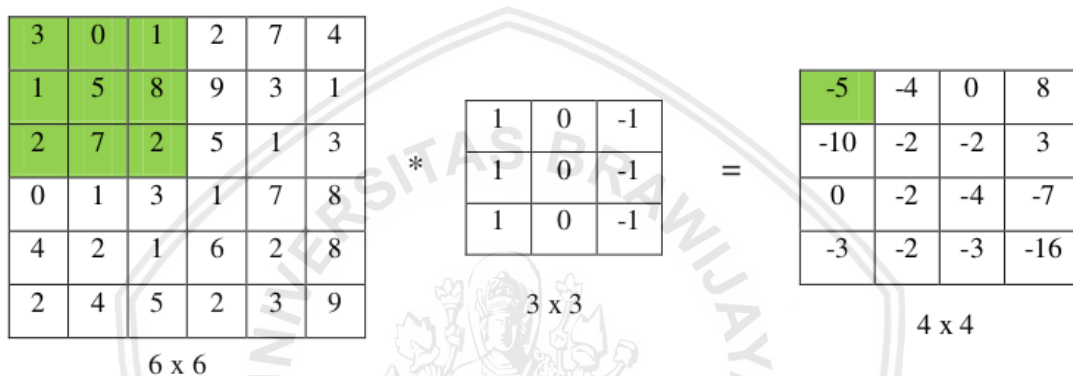 3 0 1 2 7 4
1 5 8 9 3 1
2 7 2 5 1 3
0 1 3 1 7 8
4 2 1 6 2 8
2 4 5 2 3 9
6 x 6
*
1 0 -1
1 0 -1
1 0 -1
3 x 3
=
-5 -4 0 8
-10 -2 -2 3
0 -2 -4 -7
-3 -2 -3 -16
4 x 4
UNIVERSITAS BRAWIJAYA